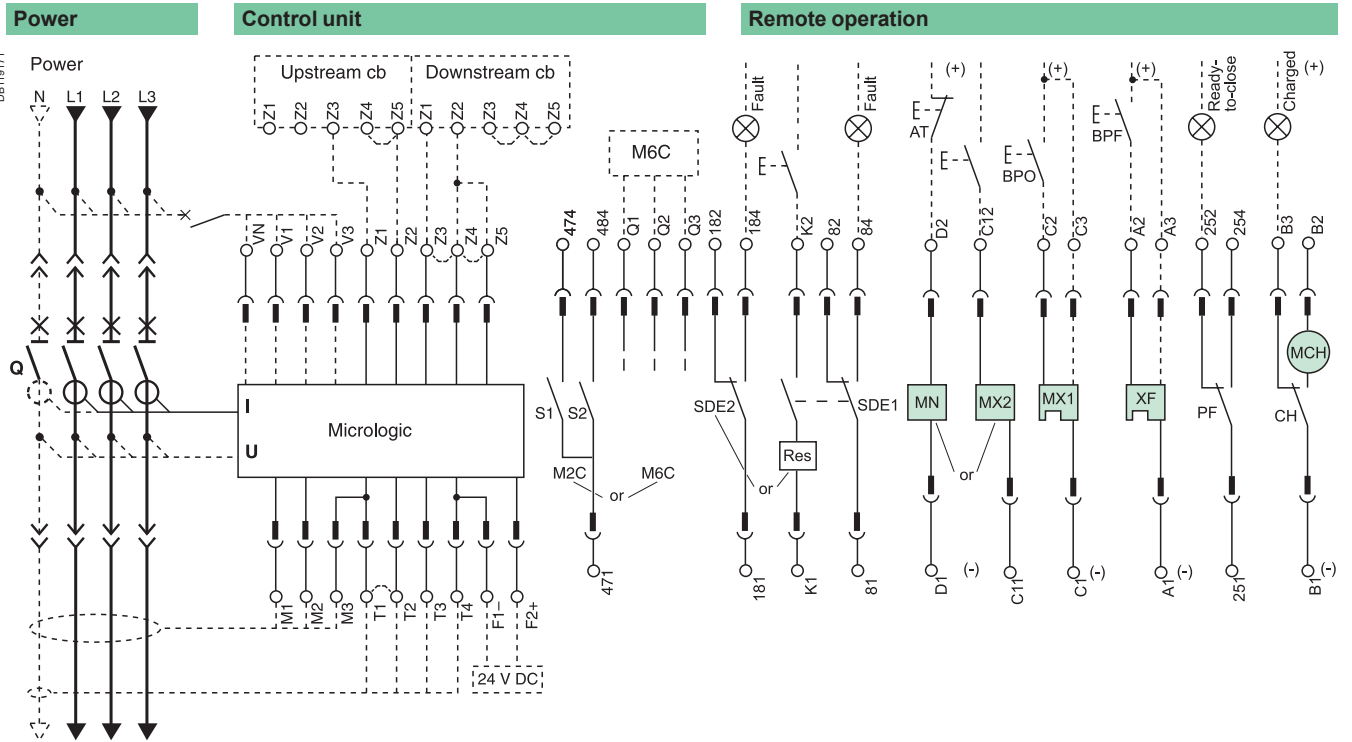 Power
Control unit
Remote operation
DB119171
Power
N L1 L2 L3
Upstream cb
Downstream cb
Z1 Z2 Z3 Z4 Z5 Z1 Z2 Z3 Z4 Z5
M6C
Fault
Fault
AT
(+)
BPO
(+)
BPF
(+)
Ready-
to-close
Charged
(+)
VN V1 V2 V3 Z1 Z2 Z3 Z4 Z5
474 484 Q1 Q2 Q3 182 184 K2 82 84 D2 C12 C2 C3 A2 A3 252 254 B3 B2
Q
I
U
Micrologic
S1 S2
M2C or M6C
SDE2
or
Res
SDE1
MN
or
MX2
MX1
XF
PF
CH
MCH
471 181 K1 81 D1 (-) C11 C1 (-) A1 (-) 251 B1 (-)
M1 M2 M3 T1 T2 T3 T4 F1– F2+
24 V DC